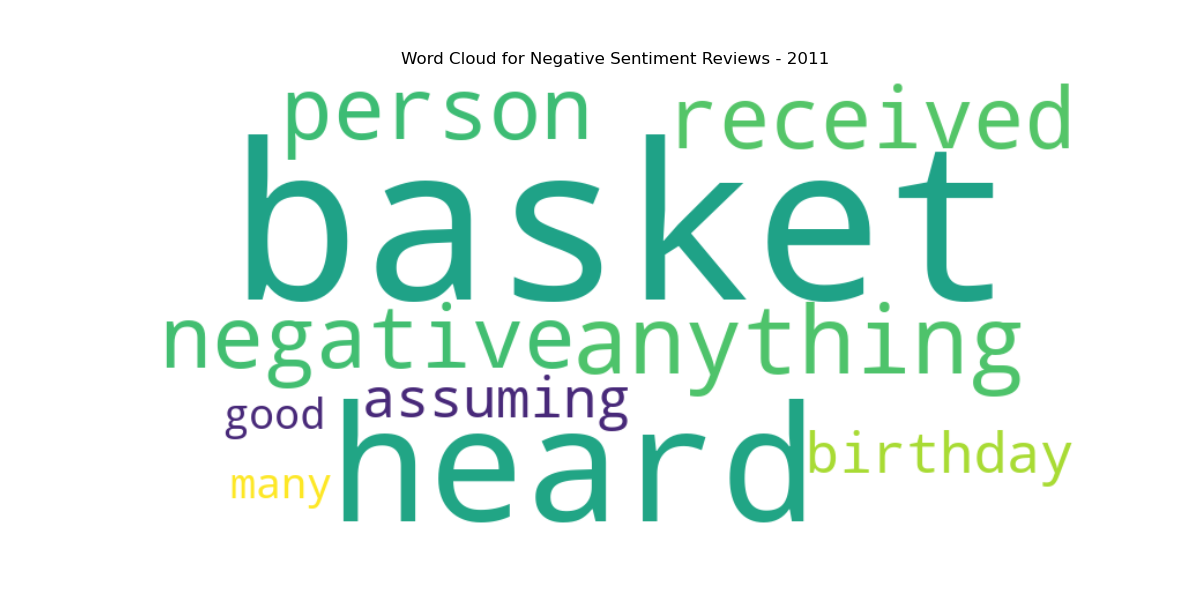 Word Cloud for Negative Sentiment Reviews - 2011
person received
basket
negative anything
assuming
good
heard
birthday
many